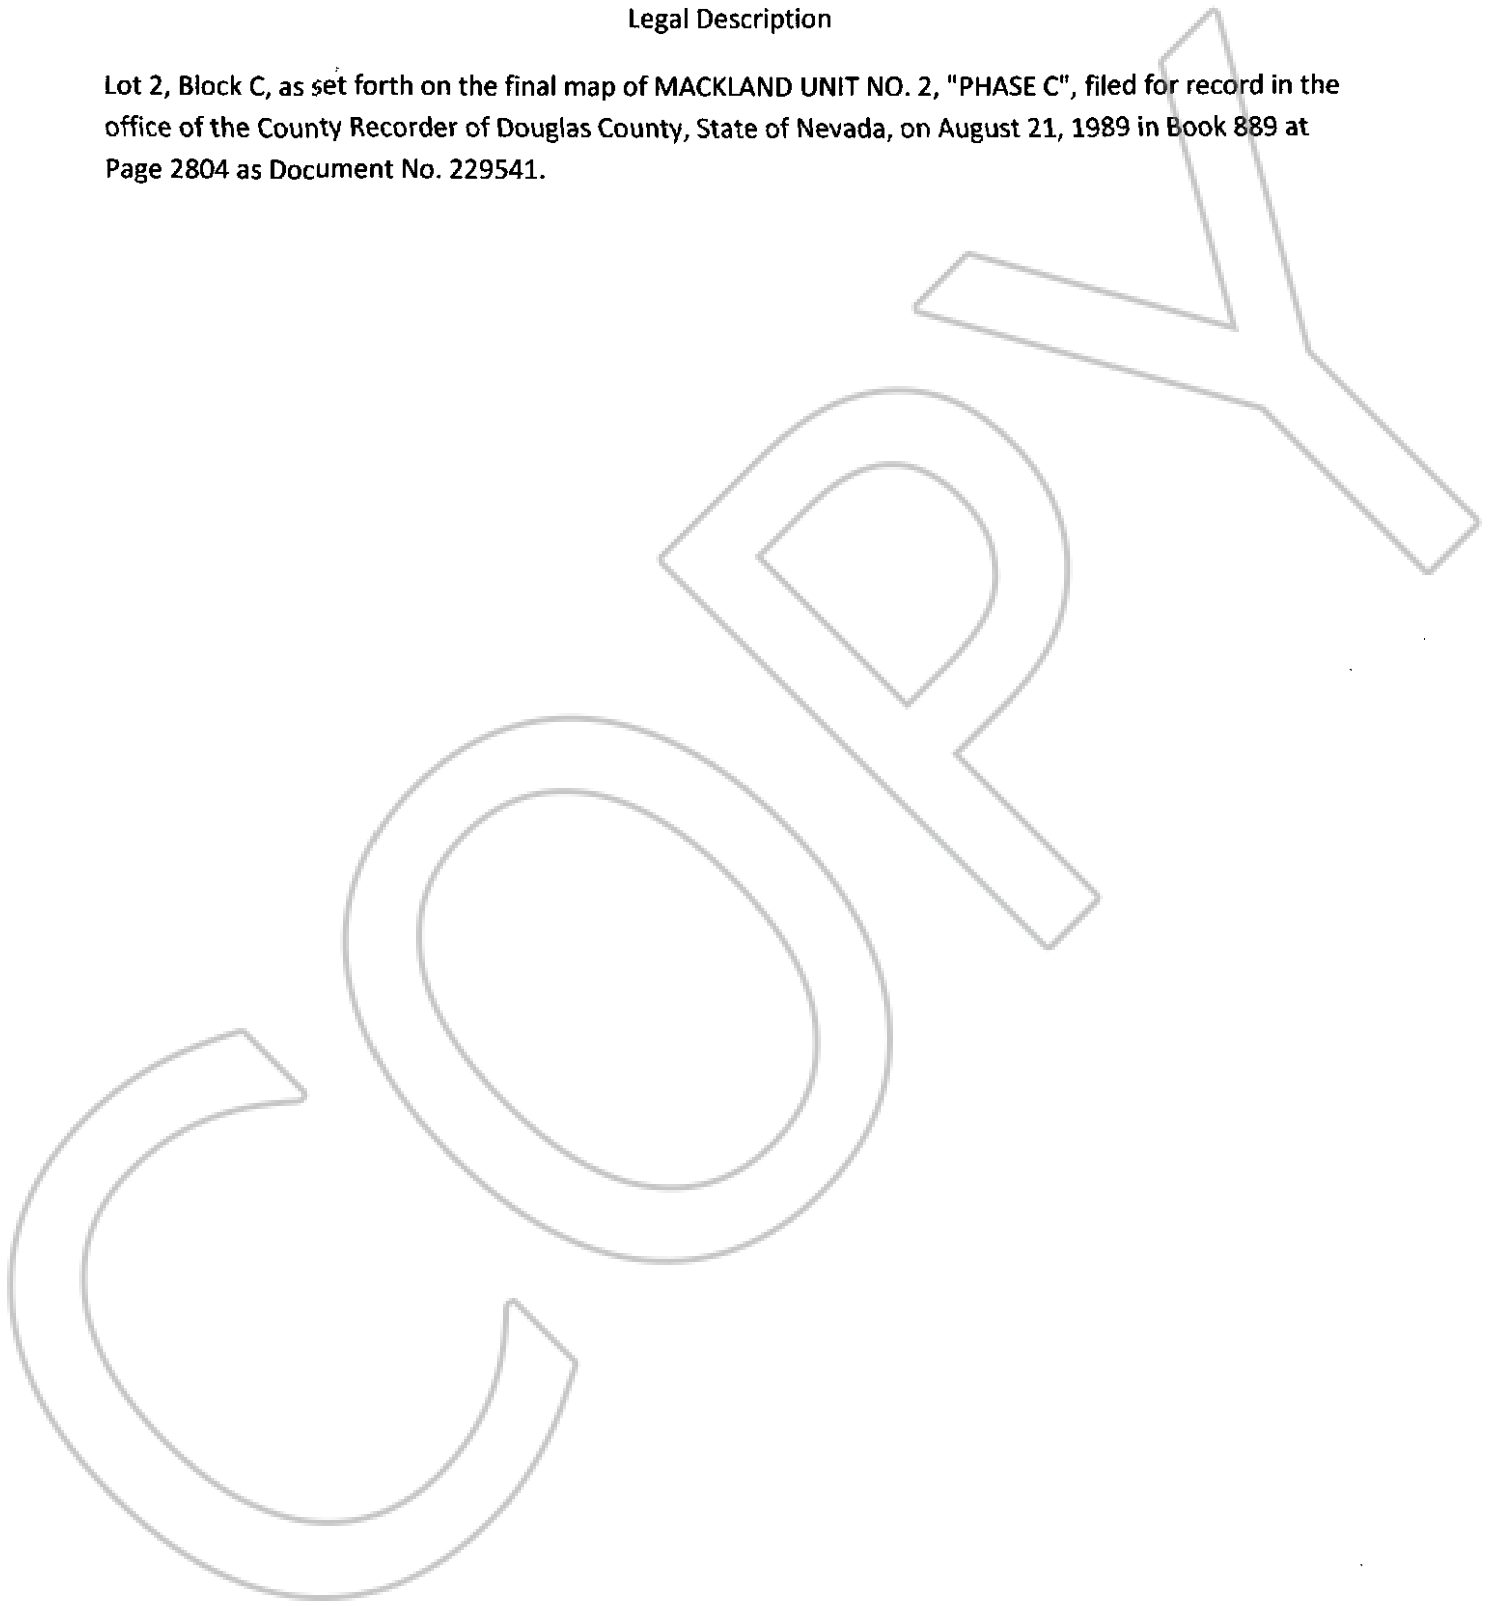 Legal Description
Lot 2, Block C, as set forth on the final map of MACKLAND UNIT NO. 2, "PHASE C", filed for record in the
office of the County Recorder of Douglas County, State of Nevada, on August 21, 1989 in Book 889 at
Page 2804 as Document No. 229541.
COPY